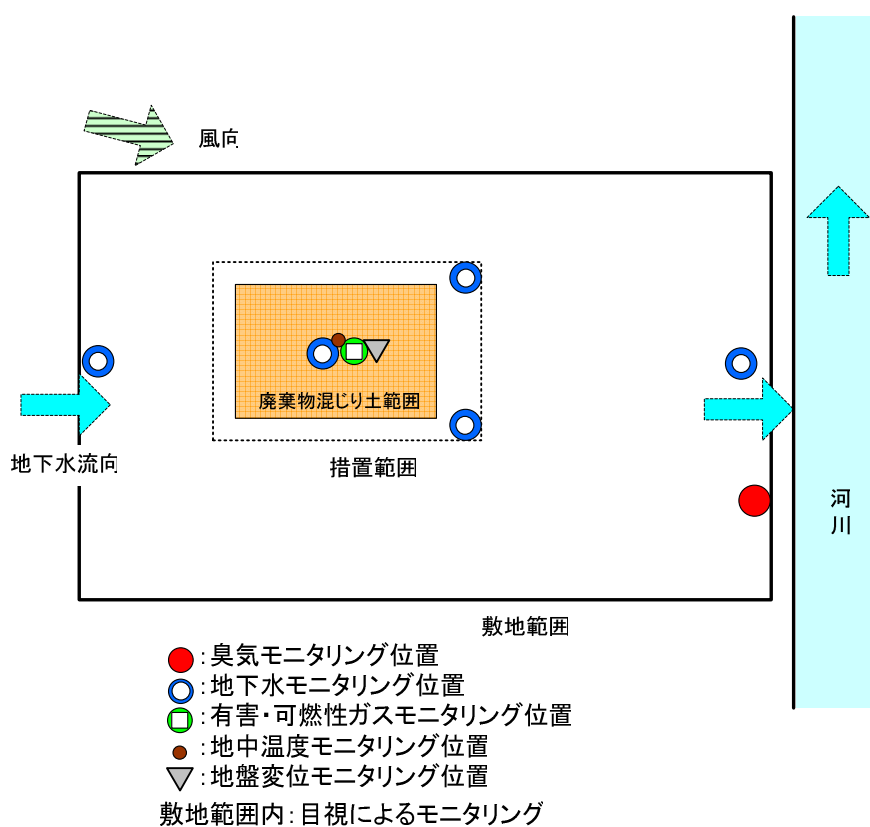 風向
廃棄物混じり土範囲
地下水流向
措置範囲
河
川
敷地範囲
：臭気モニタリング位置
：地下水モニタリング位置
：有害・可燃性ガスモニタリング位置
：地中温度モニタリング位置
：地盤変位モニタリング位置
敷地範囲内：目視によるモニタリング